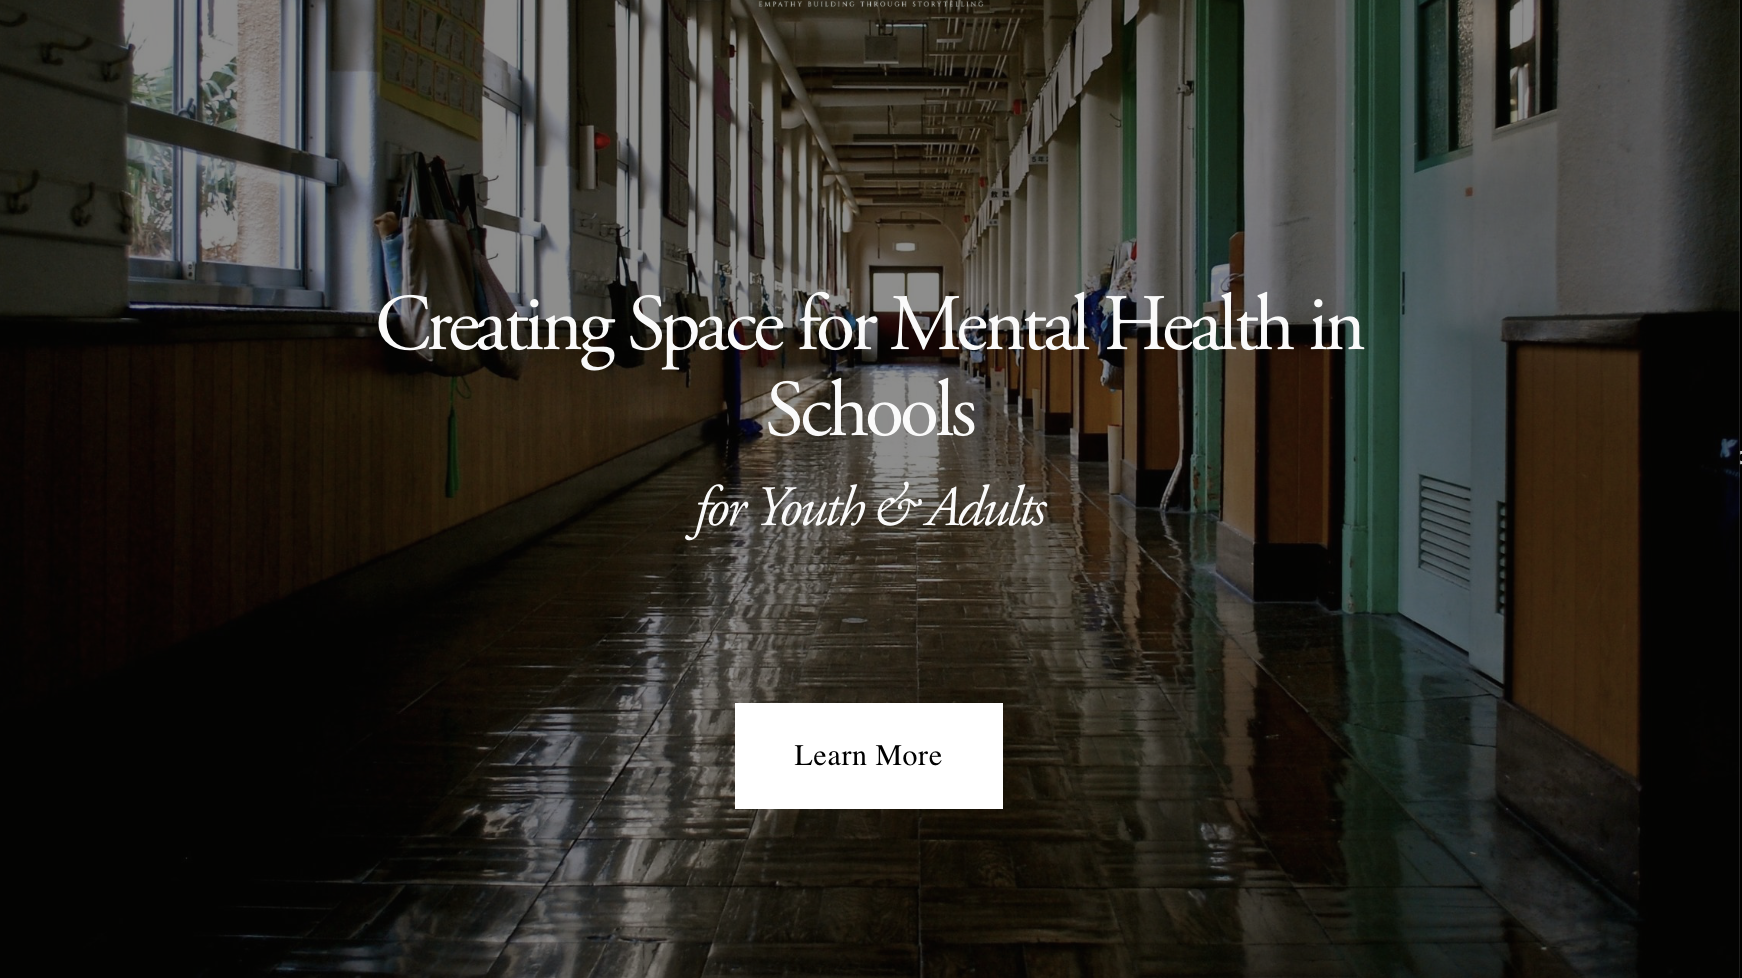 EMPATHY BUILDING THROUGH STORYTELLING
Creating Space for Mental Health in
Schools
for Youth & Adults
Learn More